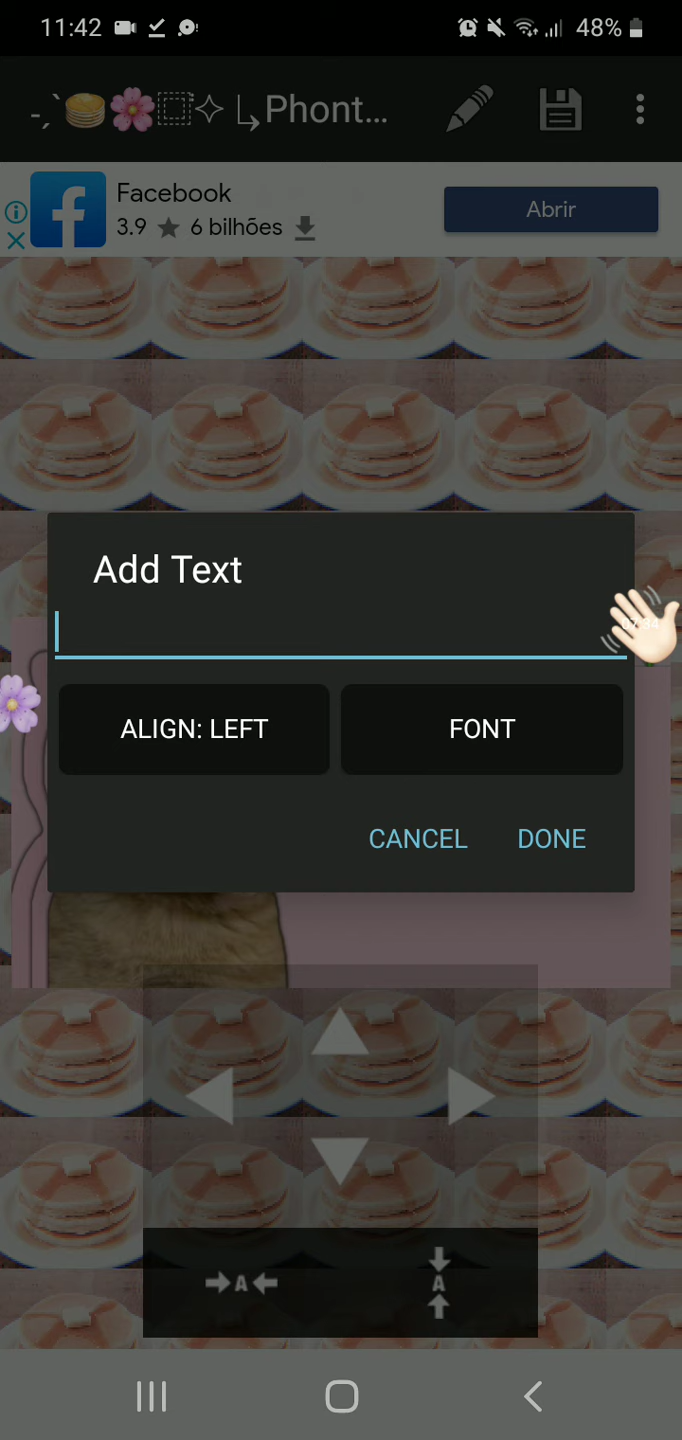 11:42
48%
Phont...
Facebook
3.9 ★ 6 bilhões
Abrir
Add Text
ALIGN: LEFT
FONT
CANCEL
DONE
A
A